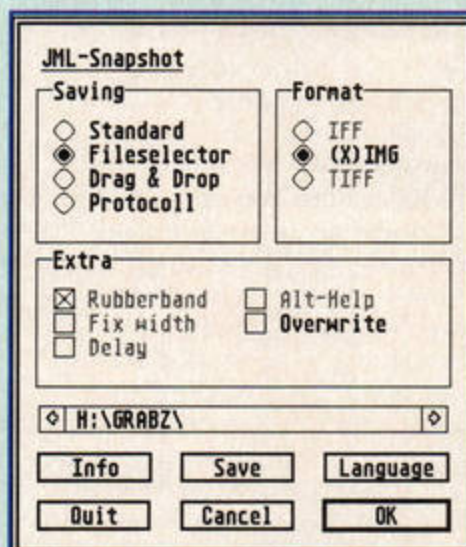 JML-Snapshot
Saving
Standard
Fileselector
Drag & Drop
Protocoll
Format
IFF
(X)IMG
TIFF
Extra
Rubberband
Fix width
Delay
Alt-Help
Overwrite
H:\GRABZ\
Info
Save
Language
Quit
Cancel
OK